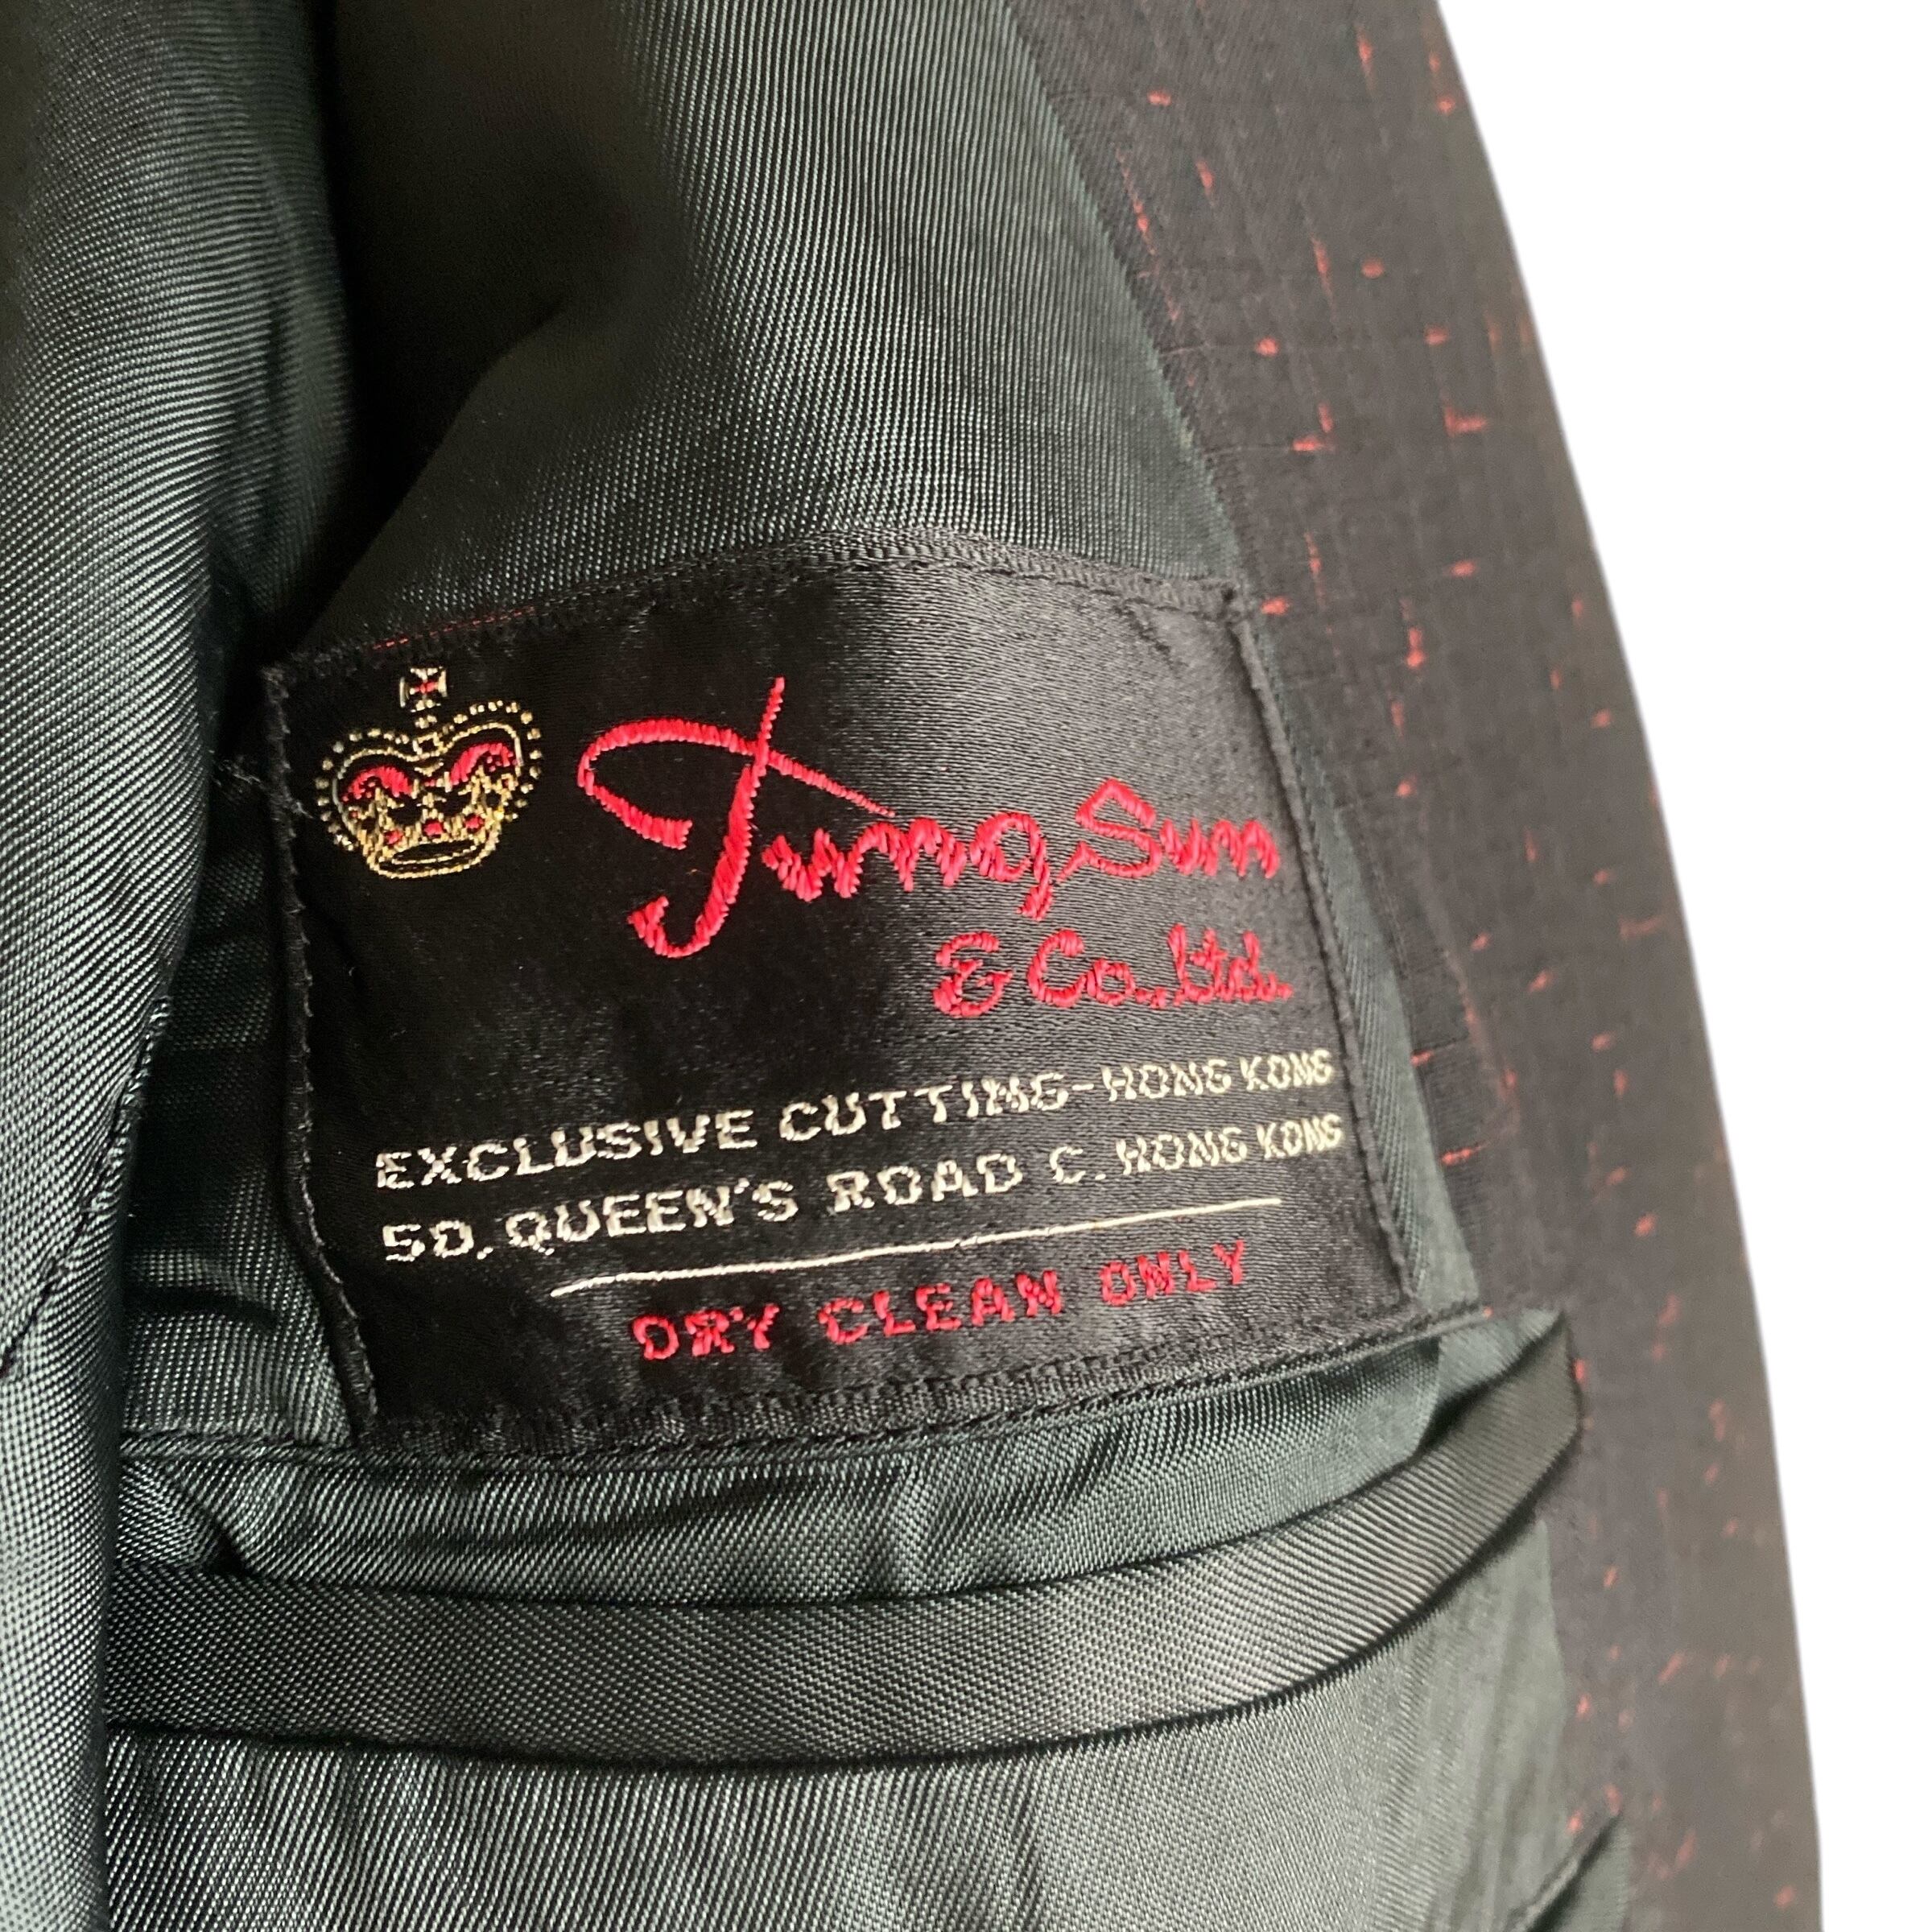 Tung Sun
& Co., Ltd.
EXCLUSIVE CUTTING-HONG KONG
50, QUEEN'S ROAD C. HONG KONG
DRY CLEAN ONLY